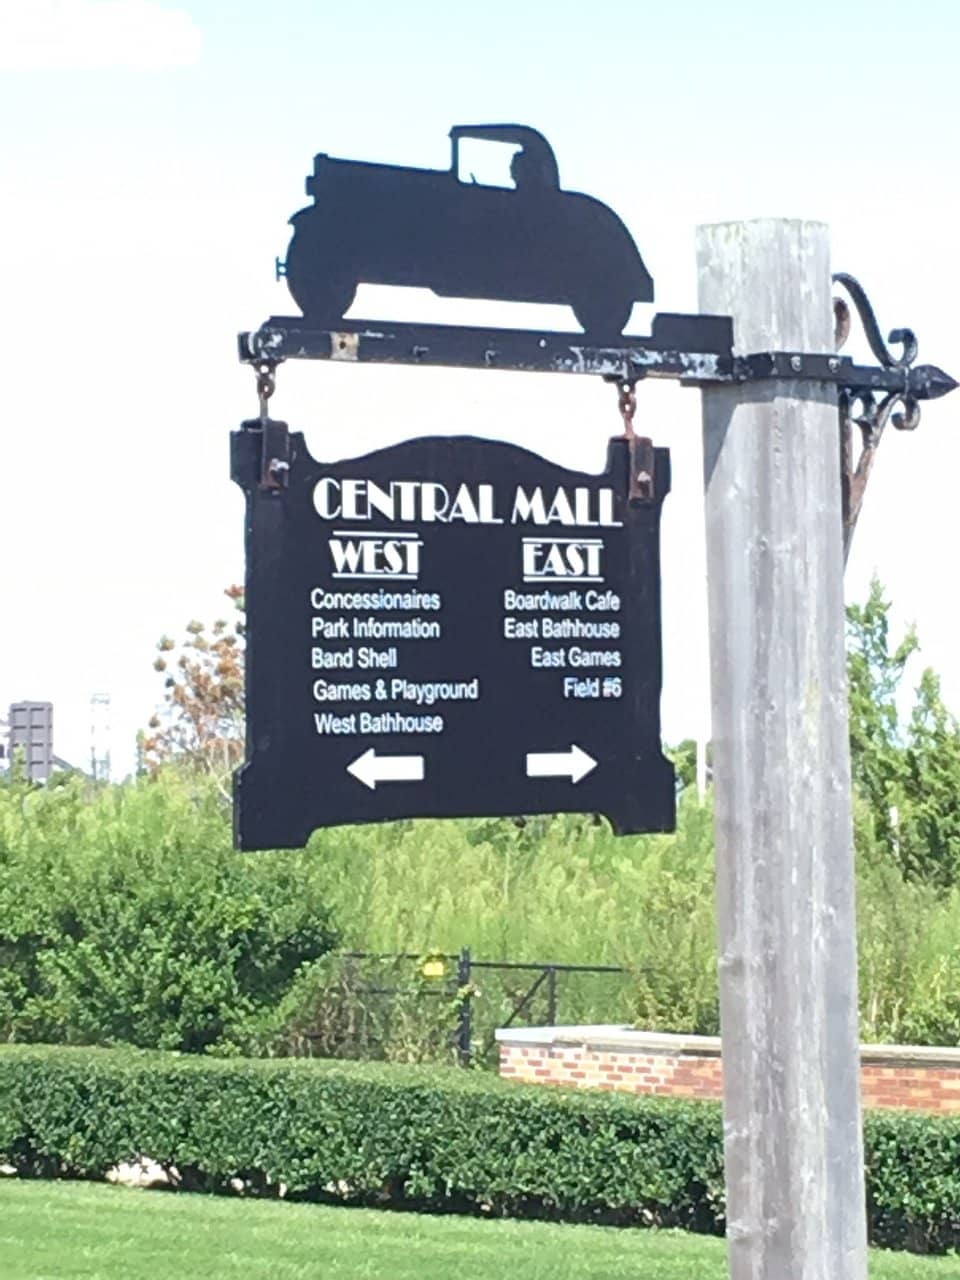 CENTRAL MALL
WEST
Concessionaires
Park Information
Band Shell
Games & Playground
West Bathhouse
EAST
Boardwalk Cafe
East Bathhouse
East Games
Field #6